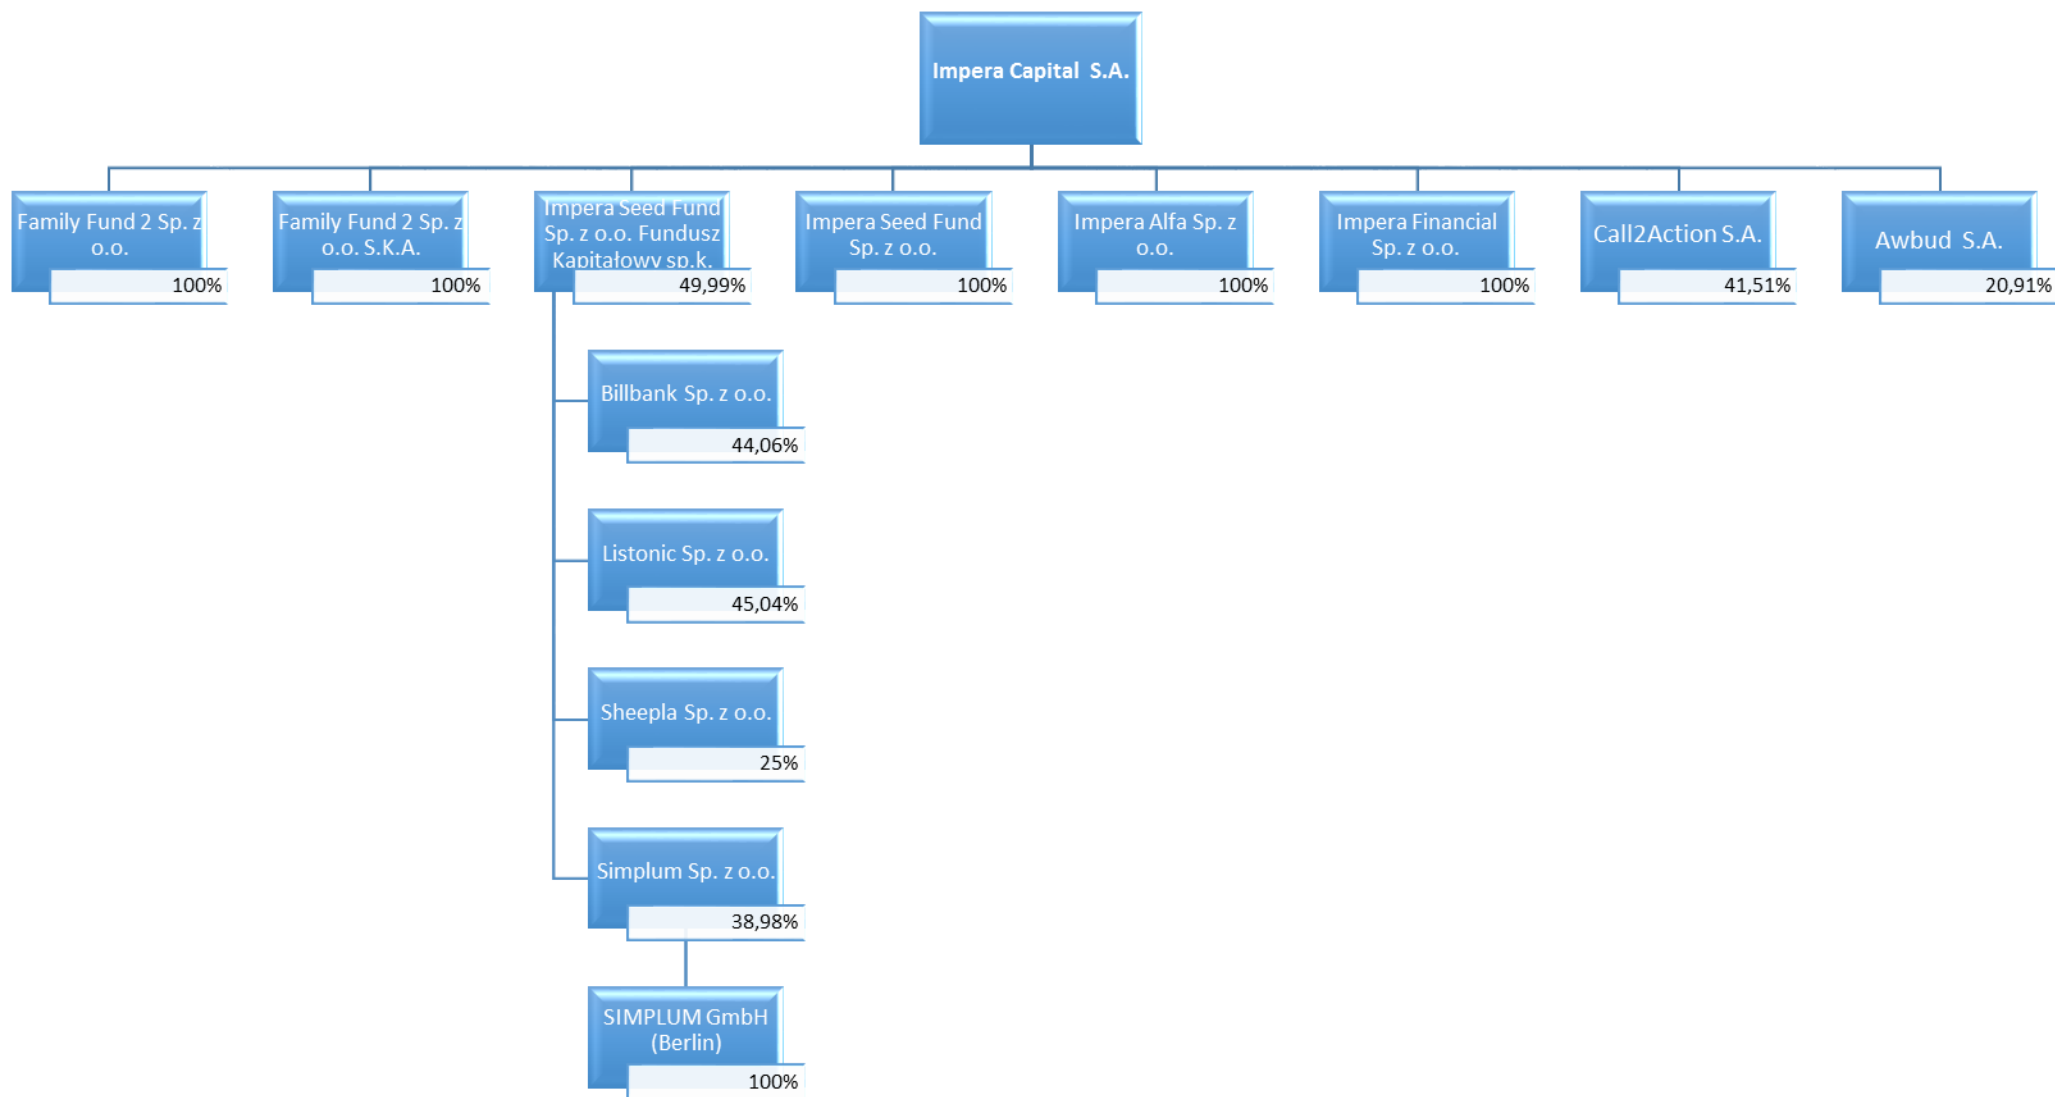 Impera Capital  S.A.
Family Fund 2 Sp. z
o.o.
100%
Family Fund 2 Sp. z
o.o. S.K.A.
100%
Impera Seed Fund
Sp. z o.o. Fundusz
Kapitałowy sp.k.
49,99%
Impera Seed Fund
Sp. z o.o.
100%
Impera Alfa Sp. z
o.o.
100%
Impera Financial
Sp. z o.o.
100%
Call2Action S.A.
41,51%
Awbud  S.A.
20,91%
Billbank Sp. z o.o.
44,06%
Listonic Sp. z o.o.
45,04%
Sheepla Sp. z o.o.
25%
Simplum Sp. z o.o.
38,98%
SIMPLUM GmbH
(Berlin)
100%